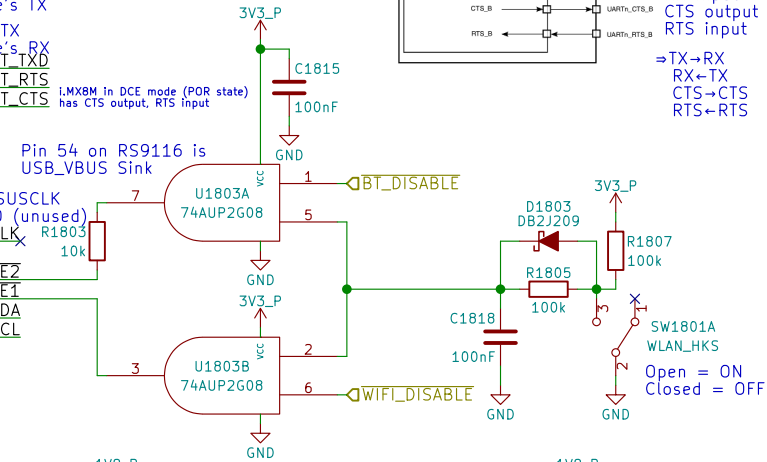 e's TX
3V3_P
CTS_B
UARTn_CTS_B
CTS output
TX
RTS_B
UARTn_RTS_B
RTS input
e's RX
T_TXD
⇒TX→RX
C1815
RX←TX
T_RTS
i.MX8M in DCE mode (POR state)
CTS→CTS
T_CTS
has CTS output, RTS input
100nF
RTS←RTS
GND
Pin 54 on RS9116 is
USB_VBUS Sink
VCC
1
BT_DISABLE
7
U1803A
3V3_P
SUSCLK
74AUP2G08
5
D1803
(unused)
DB2J209
LK
R1803
10k
R1807
100k
GND
E2
R1805
E1
3V3_P
100k
DA
C1818
3
1
CL
SW1801A
VCC
2
WLAN_HKS
3
U1803B
100nF
2
74AUP2G08
Open = ON
6
WIFI_DISABLE
Closed = OFF
GND
GND
GND